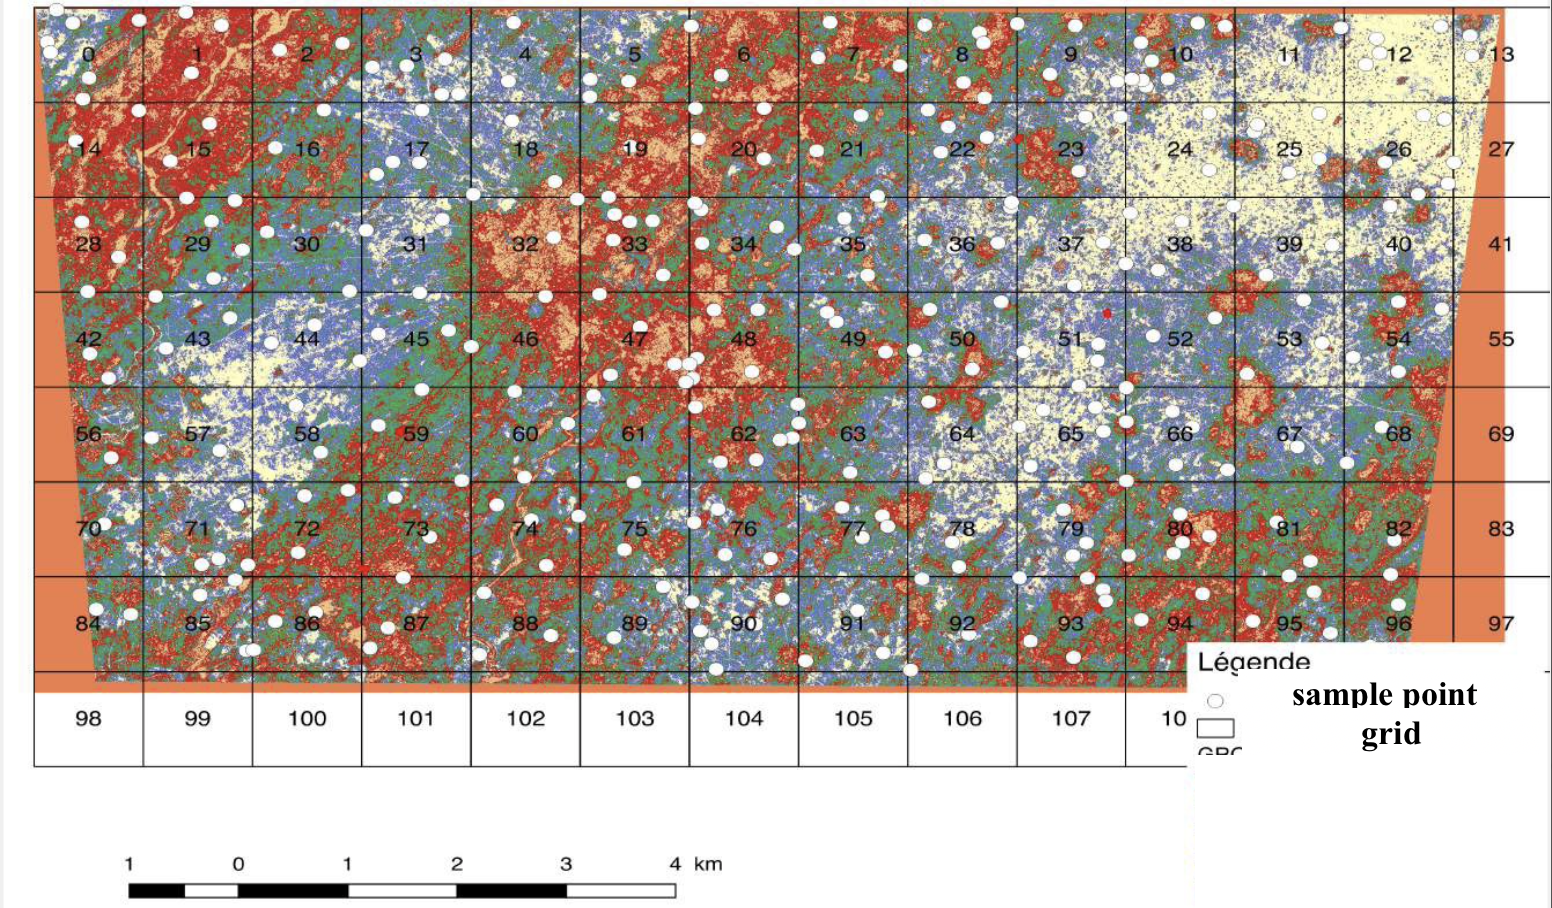 0 1 2 3 4 5 6 7 8 9 10 11 12 13
14 15 16 17 18 19 20 21 22 23 24 25 26 27
28 29 30 31 32 33 34 35 36 37 38 39 40 41
42 43 44 45 46 47 48 49 50 51 52 53 54 55
56 57 58 59 60 61 62 63 64 65 66 67 68 69
70 71 72 73 74 75 76 77 78 79 80 81 82 83
84 85 86 87 88 89 90 91 92 93 94 95 96 97
98 99 100 101 102 103 104 105 106 107 10
Légende
sample point
grid
1 0 1 2 3 4 km